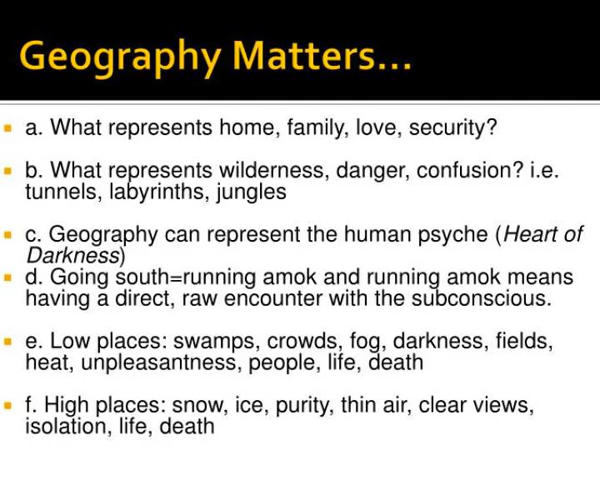 Geography Matters...
a. What represents home, family, love, security?
b. What represents wilderness, danger, confusion? i.e.
tunnels, labyrinths, jungles
c. Geography can represent the human psyche (Heart of
Darkness)
d. Going south=running amok and running amok means
having a direct, raw encounter with the subconscious.
e. Low places: swamps, crowds, fog, darkness, fields,
heat, unpleasantness, people, life, death
f. High places: snow, ice, purity, thin air, clear views,
isolation, life, death